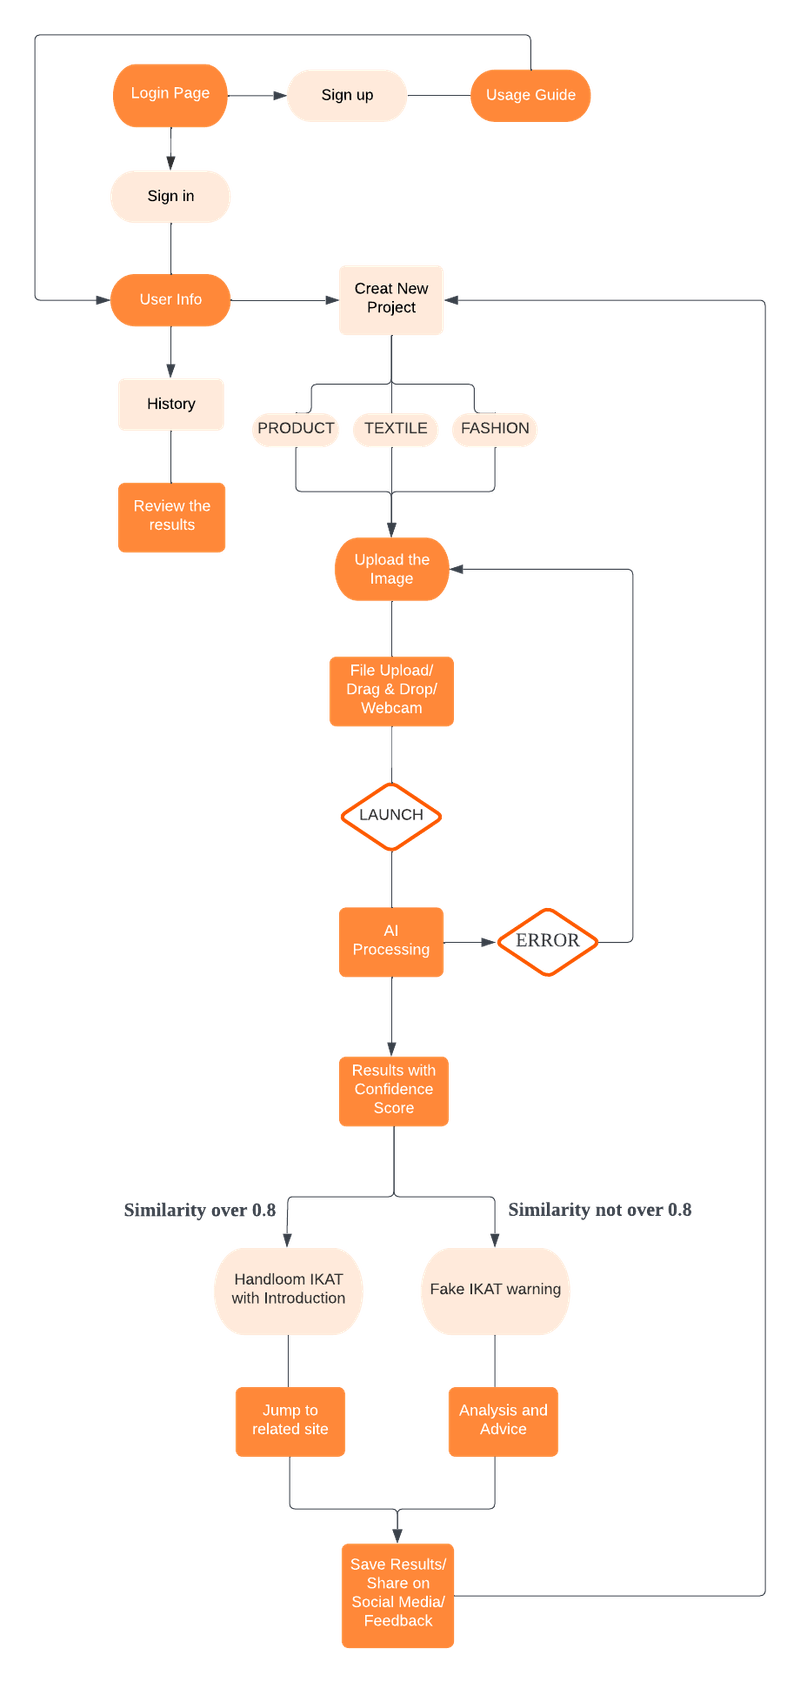 Login Page
Sign up
Usage Guide
Sign in
User Info
Creat New
Project
History
PRODUCT
TEXTILE
FASHION
Review the
results
Upload the
Image
File Upload/
Drag & Drop/
Webcam
LAUNCH
AI
Processing
ERROR
Results with
Confidence
Score
Similarity over 0.8
Similarity not over 0.8
Handloom IKAT
with Introduction
Fake IKAT warning
Jump to
related site
Analysis and
Advice
Save Results/
Share on
Social Media/
Feedback